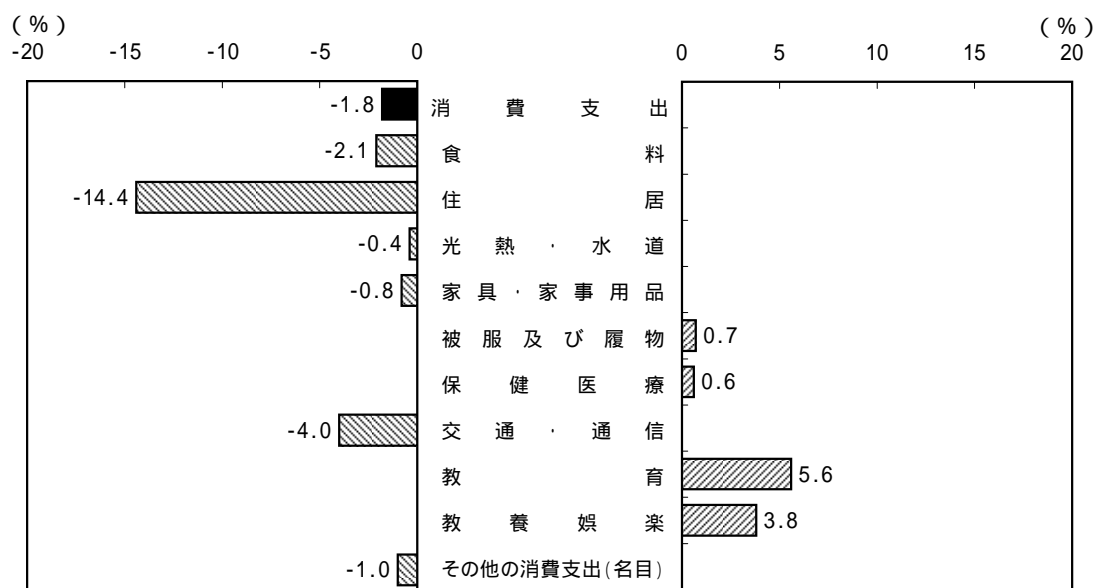 (%) (%)
-20 -15 -10 -5 0 0 5 10 15 20
-1.8 消費支出
-2.1 食料
-14.4 住居
-0.4 光熱・水道
-0.8 家具・家事用品
被服及び履物 0.7
保健医療 0.6
-4.0 交通・通信
教育 5.6
教養娯楽 3.8
-1.0 その他の消費支出(名目)